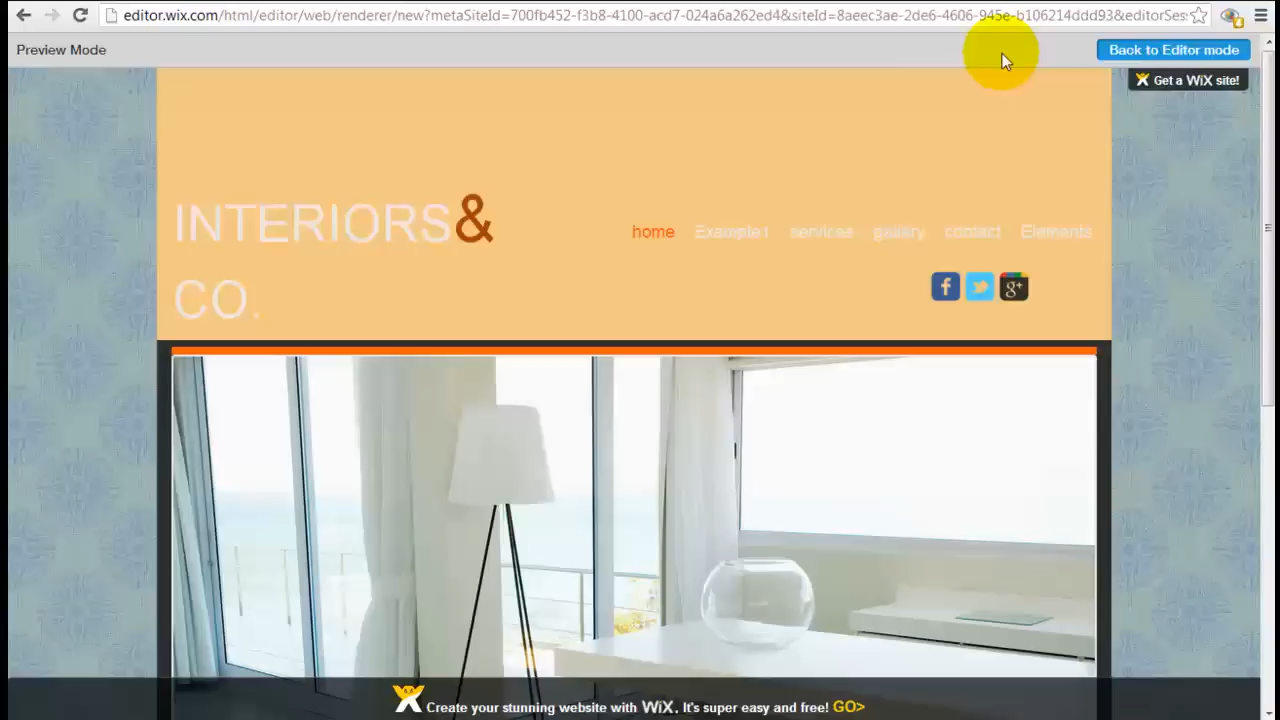 editor.wix.com/html/editor/web/renderer/new?metaSiteId=700fb452-f3b8-4100-acd7-024a6a262ed4&siteId=8aeec3ae-2de6-4606-945e-b106214ddd93&editorSes
Preview Mode
Back to Editor mode
Get a WiX site!
INTERIORS&
CO.
home Example1 services gallery contact Elements
f g+
Create your stunning website with WiX. It's super easy and free! GO>